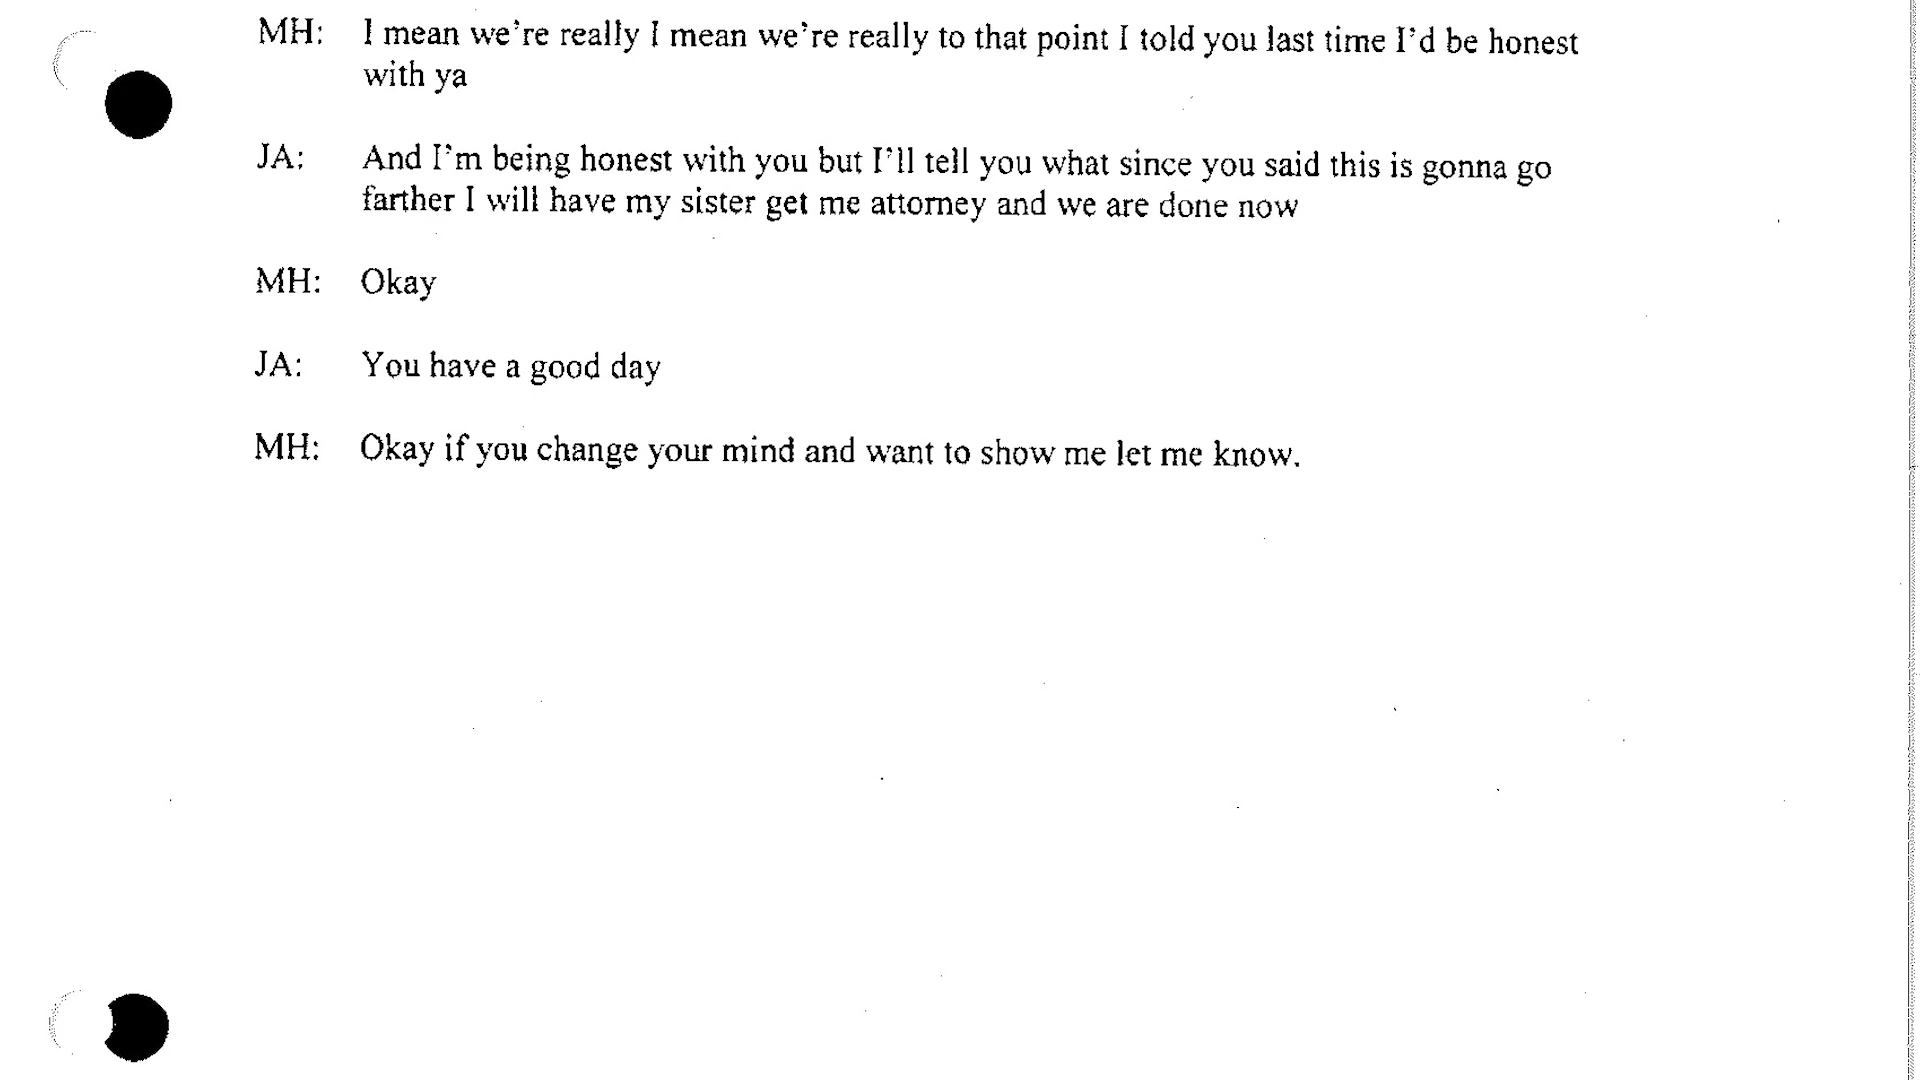 MH: I mean we're really I mean we're really to that point I told you last time I'd be honest
with ya
JA: And I'm being honest with you but I'll tell you what since you said this is gonna go
farther I will have my sister get me attorney and we are done now
MH: Okay
JA: You have a good day
MH: Okay if you change your mind and want to show me let me know.